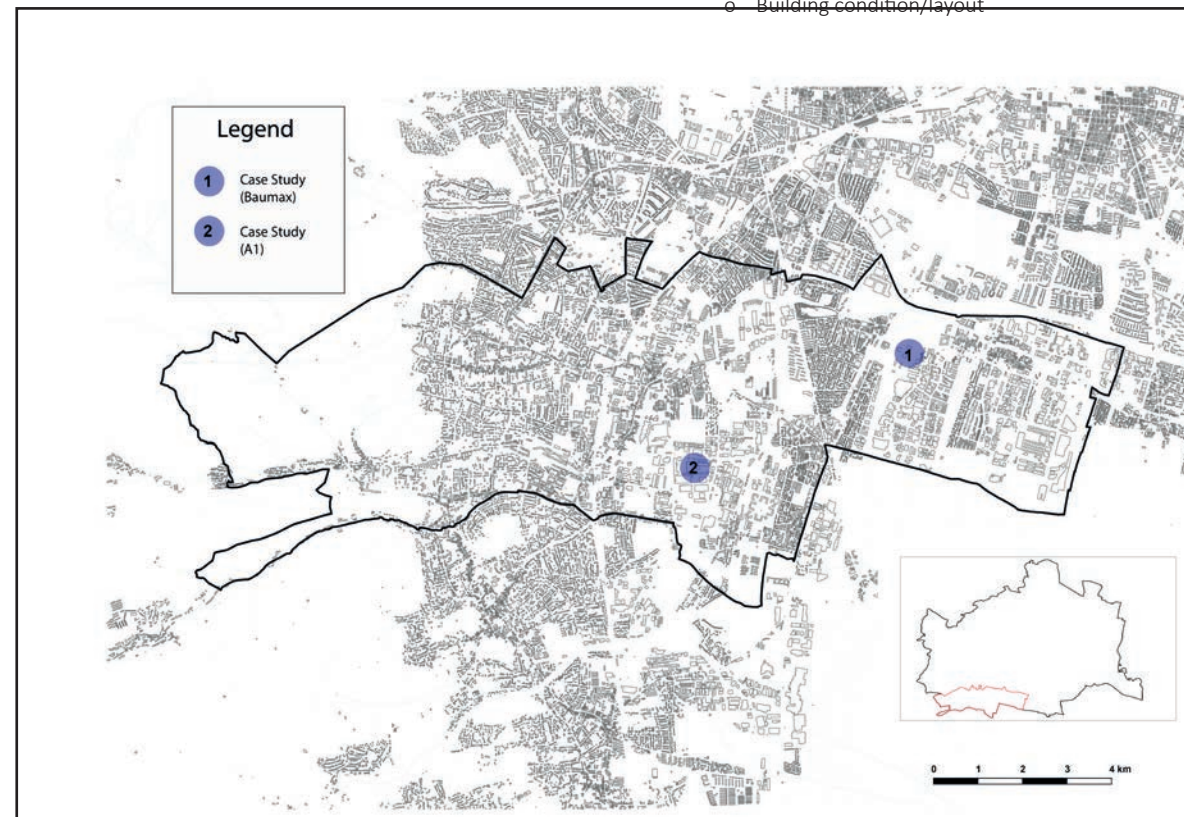 o Building condition/layout
Legend
1 Case Study
(Baumax)
2 Case Study
(A1)
1
2
0 1 2 3 4 km